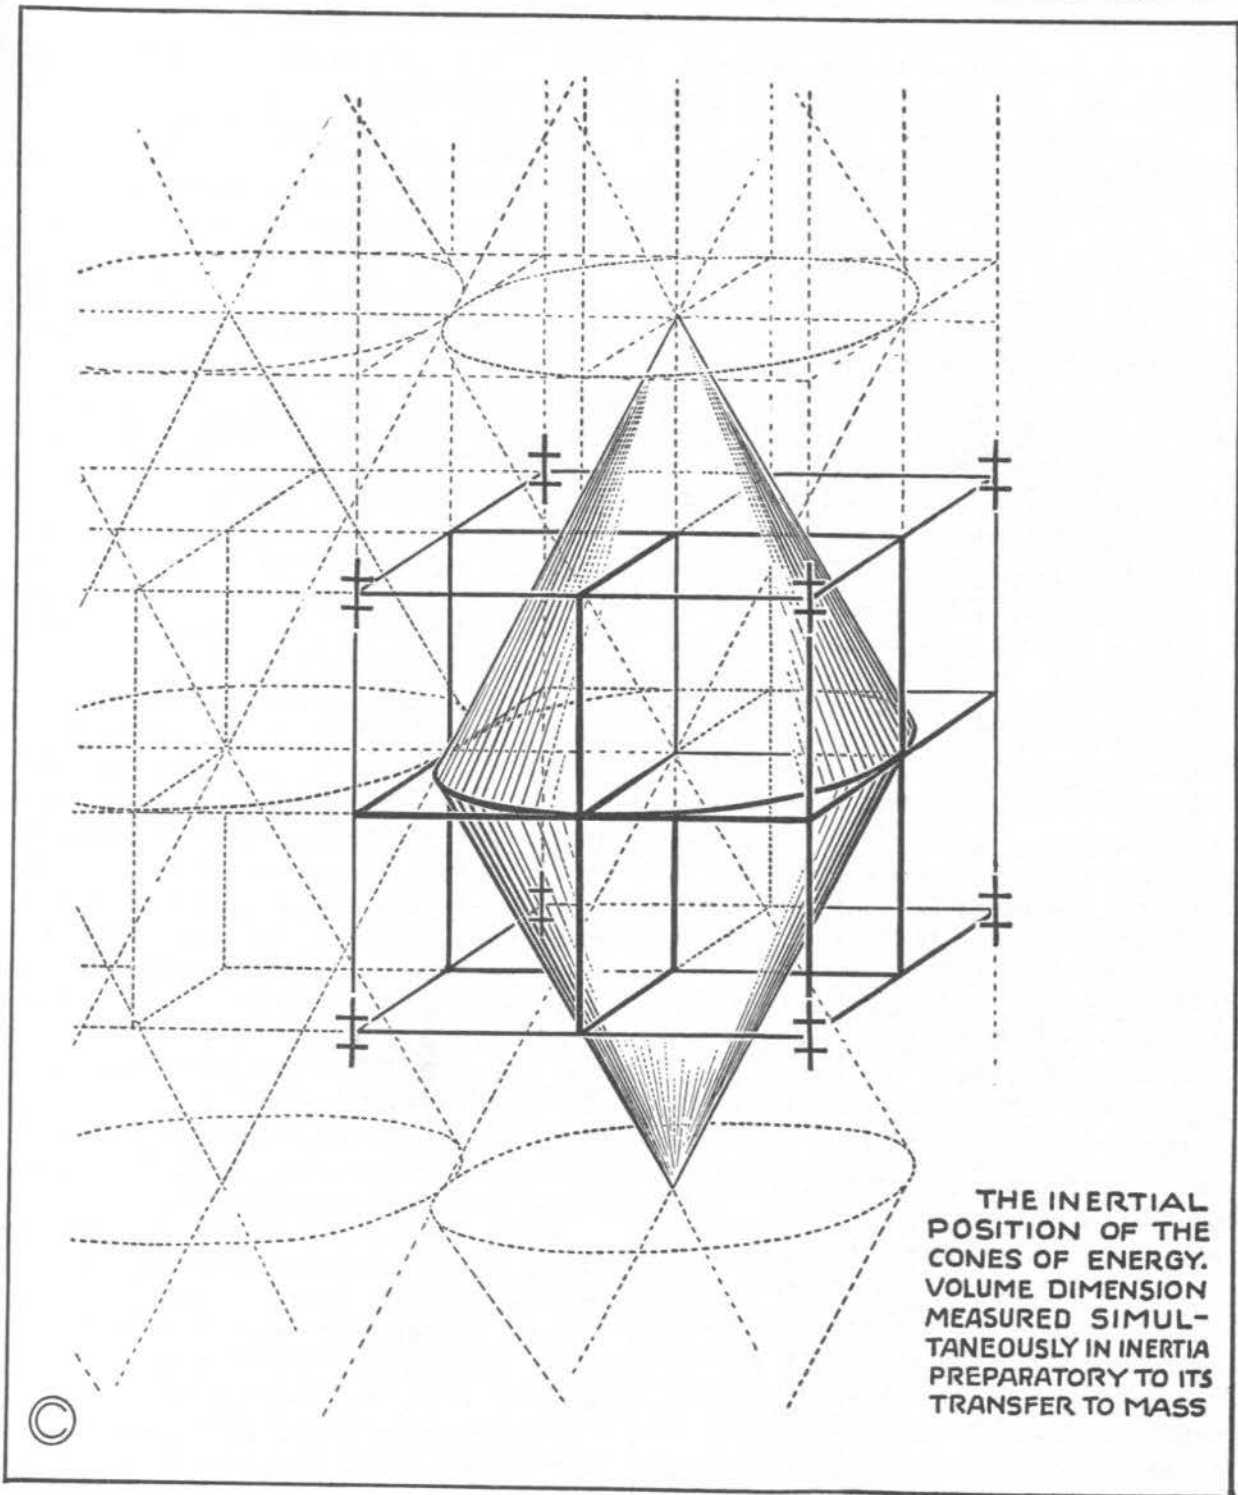 THE INERTIAL
POSITION OF THE
CONES OF ENERGY.
VOLUME DIMENSION
MEASURED SIMUL-
TANEOUSLY IN INERTIA
PREPARATORY TO ITS
TRANSFER TO MASS
©